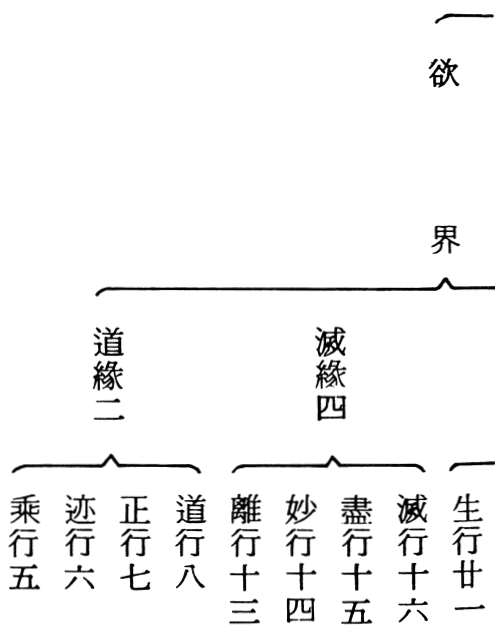 欲界
滅緣四
道緣二
生行廿一
滅行十六
盡行十五
妙行十四
離行十三
道行八
正行七
迹行六
乘行五